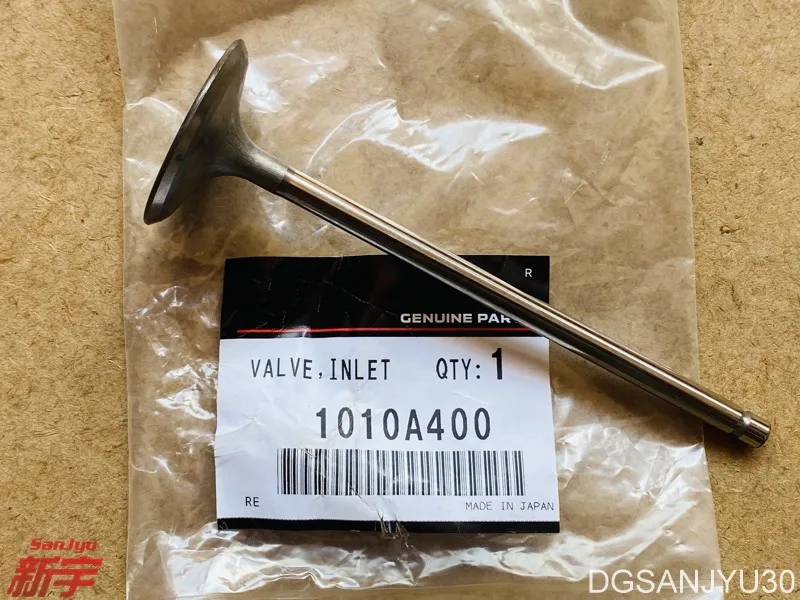 R
GENUINE PAR
VALVE, INLET QTY: 1
1010A400
RE
MADE IN JAPAN
SanJyu
新宇
DGSANJYU30